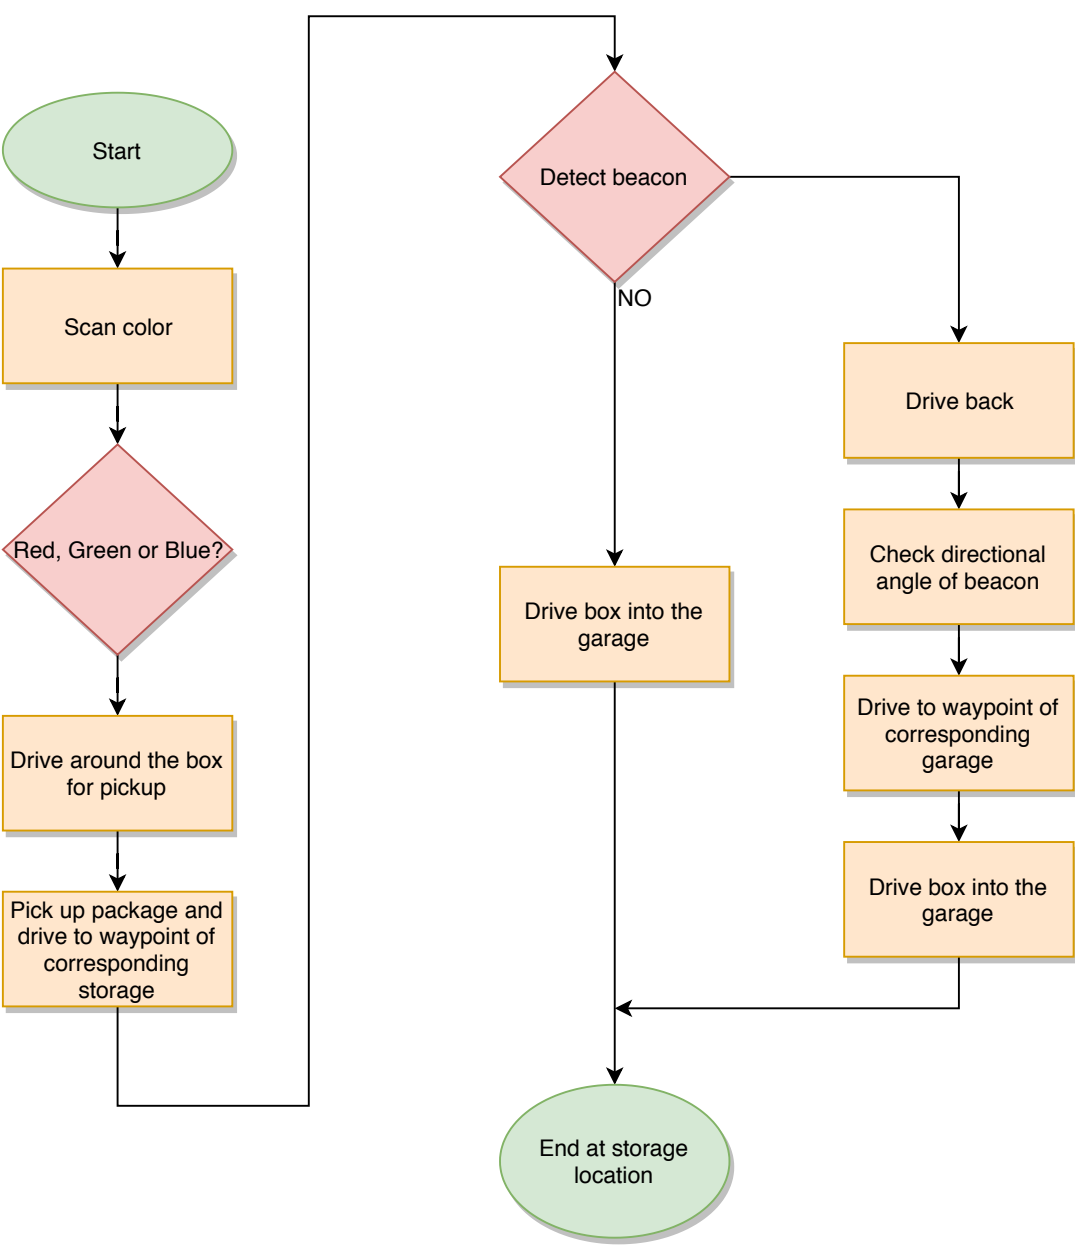 Start
Scan color
Red, Green or Blue?
Drive around the box
for pickup
Pick up package and
drive to waypoint of
corresponding
storage
Detect beacon
NO
Drive box into the
garage
Drive back
Check directional
angle of beacon
Drive to waypoint of
corresponding
garage
Drive box into the
garage
End at storage
location